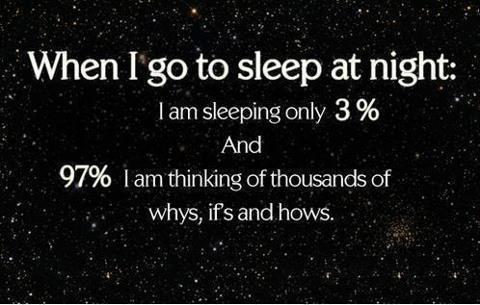 When I go to sleep at night:
I am sleeping only 3 %
And
97% I am thinking of thousands of
whys, if's and hows.